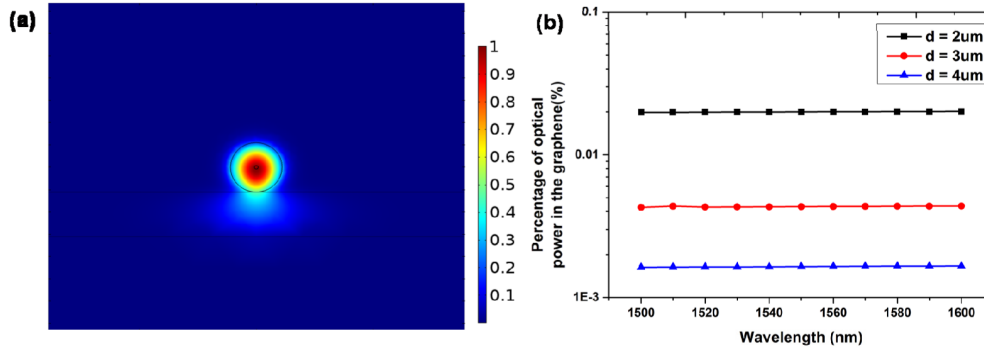 (a)
1
0.9
0.8
0.7
0.6
0.5
0.4
0.3
0.2
0.1
(b)
Percentage of optical
power in the graphene(%)
0.1
0.01
1E-3
d = 2um
d = 3um
d = 4um
1500 1520 1540 1560 1580 1600
Wavelength (nm)